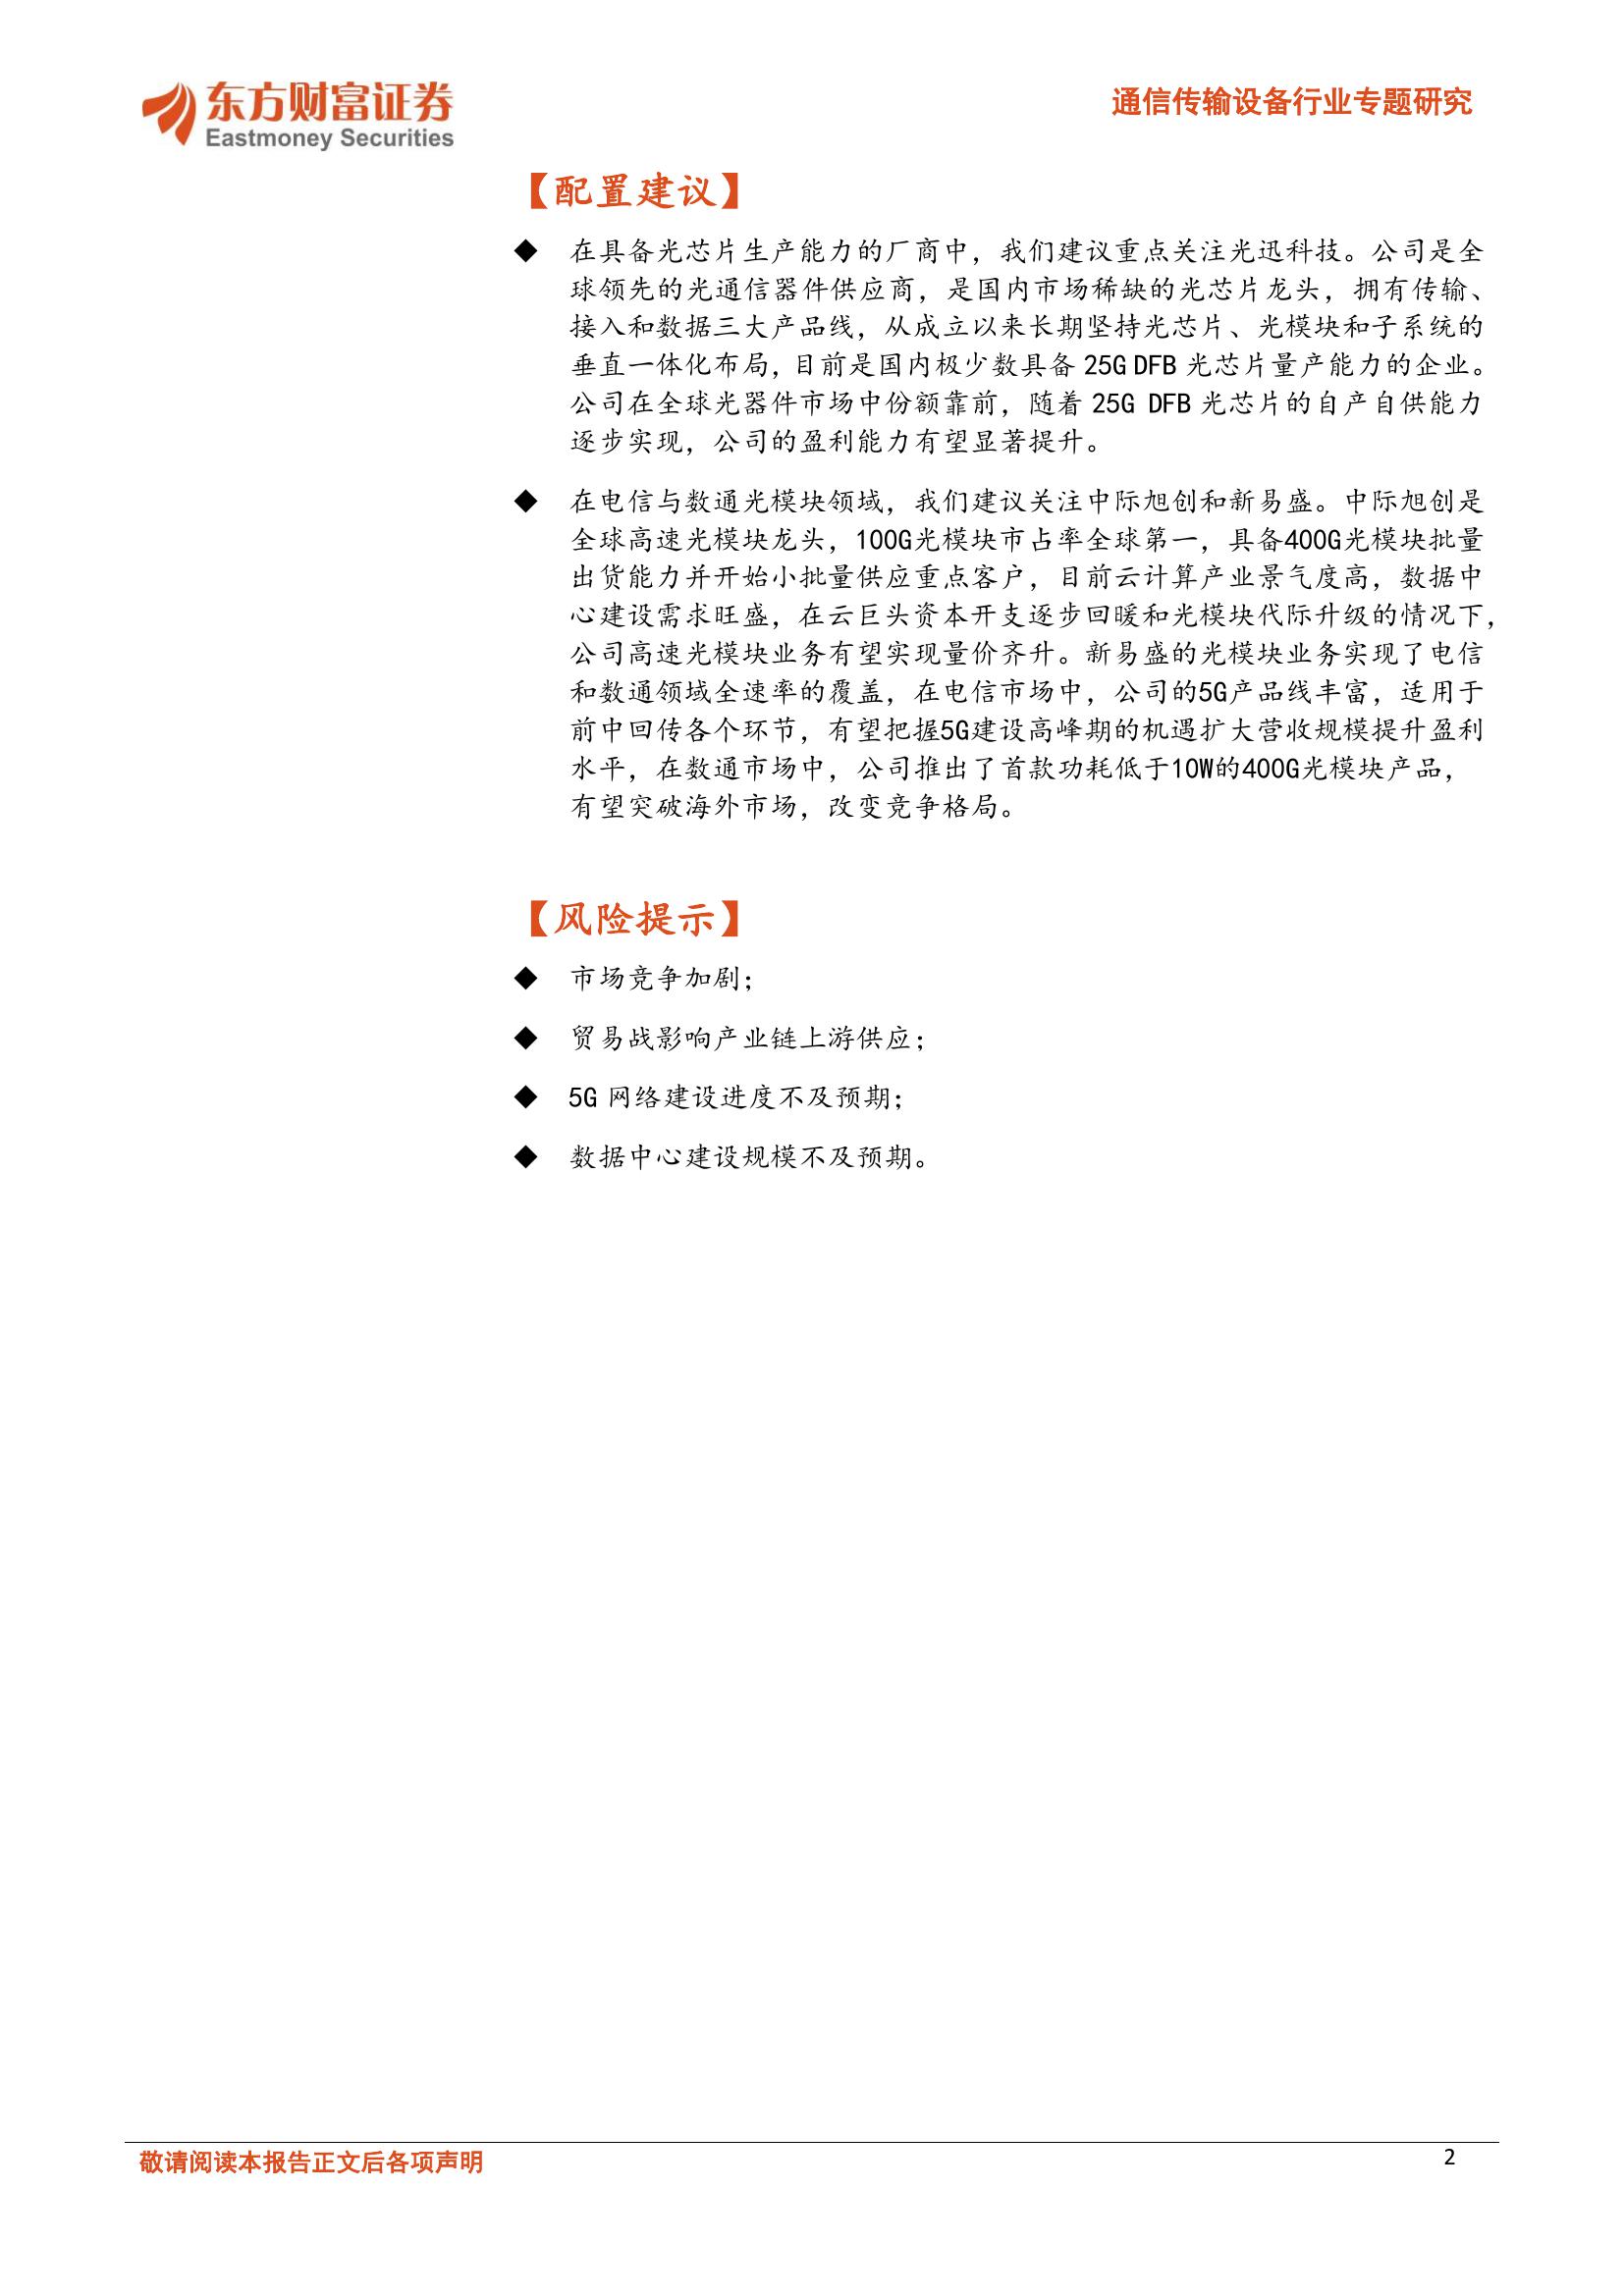 东方财富证券
Eastmoney Securities
通信传输设备行业专题研究
【配置建议】
◆ 在具备光芯片生产能力的厂商中，我们建议重点关注光迅科技。公司是全
球领先的光通信器件供应商，是国内市场稀缺的光芯片龙头，拥有传输、
接入和数据三大产品线，从成立以来长期坚持光芯片、光模块和子系统的
垂直一体化布局，目前是国内极少数具备 25G DFB 光芯片量产能力的企业。
公司在全球光器件市场中份额靠前，随着 25G DFB 光芯片的自产自供能力
逐步实现，公司的盈利能力有望显著提升。
◆ 在电信与数通光模块领域，我们建议关注中际旭创和新易盛。中际旭创是
全球高速光模块龙头，100G光模块市占率全球第一，具备400G光模块批量
出货能力并开始小批量供应重点客户，目前云计算产业景气度高，数据中
心建设需求旺盛，在云巨头资本开支逐步回暖和光模块代际升级的情况下，
公司高速光模块业务有望实现量价齐升。新易盛的光模块业务实现了电信
和数通领域全速率的覆盖，在电信市场中，公司的5G产品线丰富，适用于
前中回传各个环节，有望把握5G建设高峰期的机遇扩大营收规模提升盈利
水平，在数通市场中，公司推出了首款功耗低于10W的400G光模块产品，
有望突破海外市场，改变竞争格局。
【风险提示】
◆ 市场竞争加剧；
◆ 贸易战影响产业链上游供应；
◆ 5G 网络建设进度不及预期；
◆ 数据中心建设规模不及预期。
敬请阅读本报告正文后各项声明
2